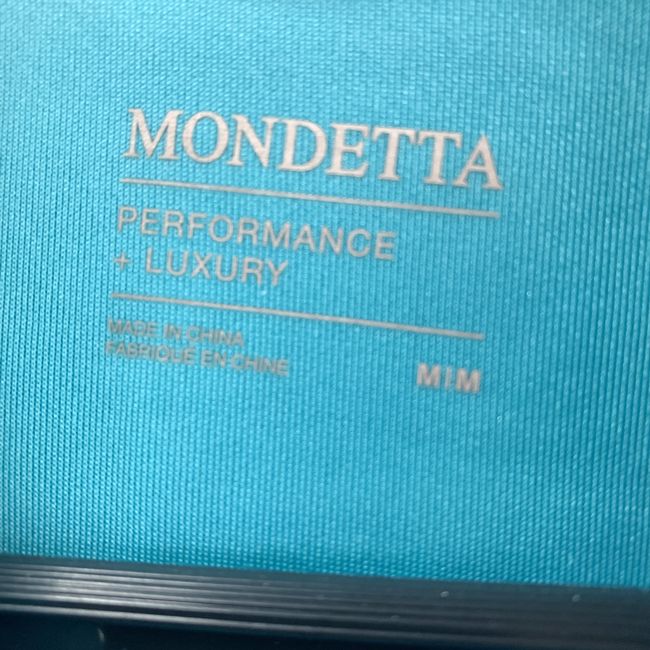 MONDETTA
PERFORMANCE
+ LUXURY
MADE IN CHINA
FABRIQUÉ EN CHINE
M|M